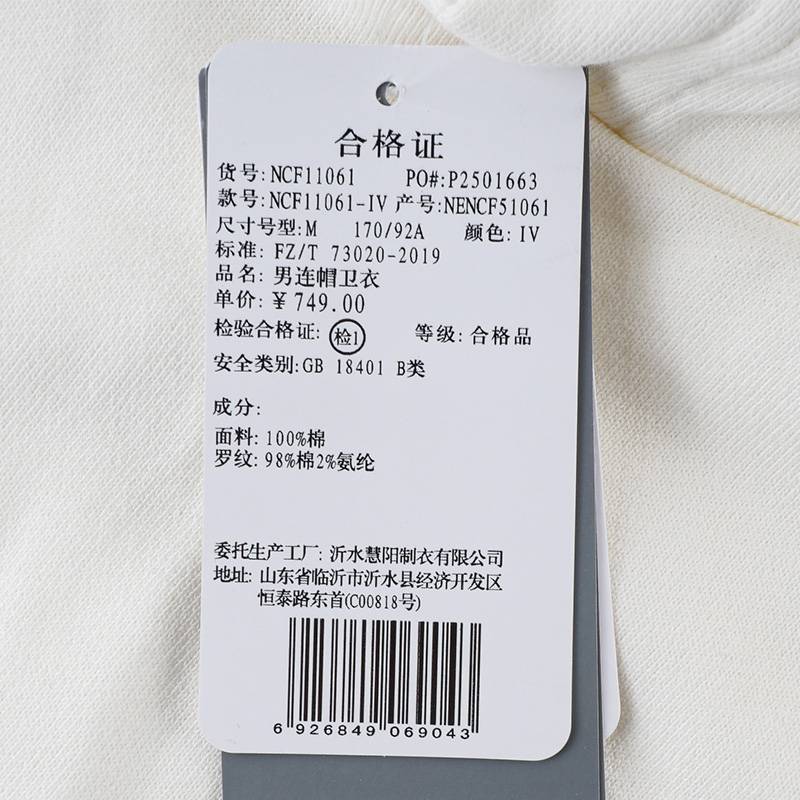 合格证
货号: NCF11061 PO#: P2501663
款号: NCF11061-IV 产号: NENCF51061
尺寸号型: M 170/92A 颜色: IV
标准: FZ/T 73020-2019
品名: 男连帽卫衣
单价: ¥749.00
检验合格证: 检1 等级: 合格品
安全类别: GB 18401 B类
成分:
面料: 100%棉
罗纹: 98%棉2%氨纶
委托生产工厂: 沂水慧阳制衣有限公司
地址: 山东省临沂市沂水县经济开发区
恒泰路东首(C00818号)
6 926849 069043